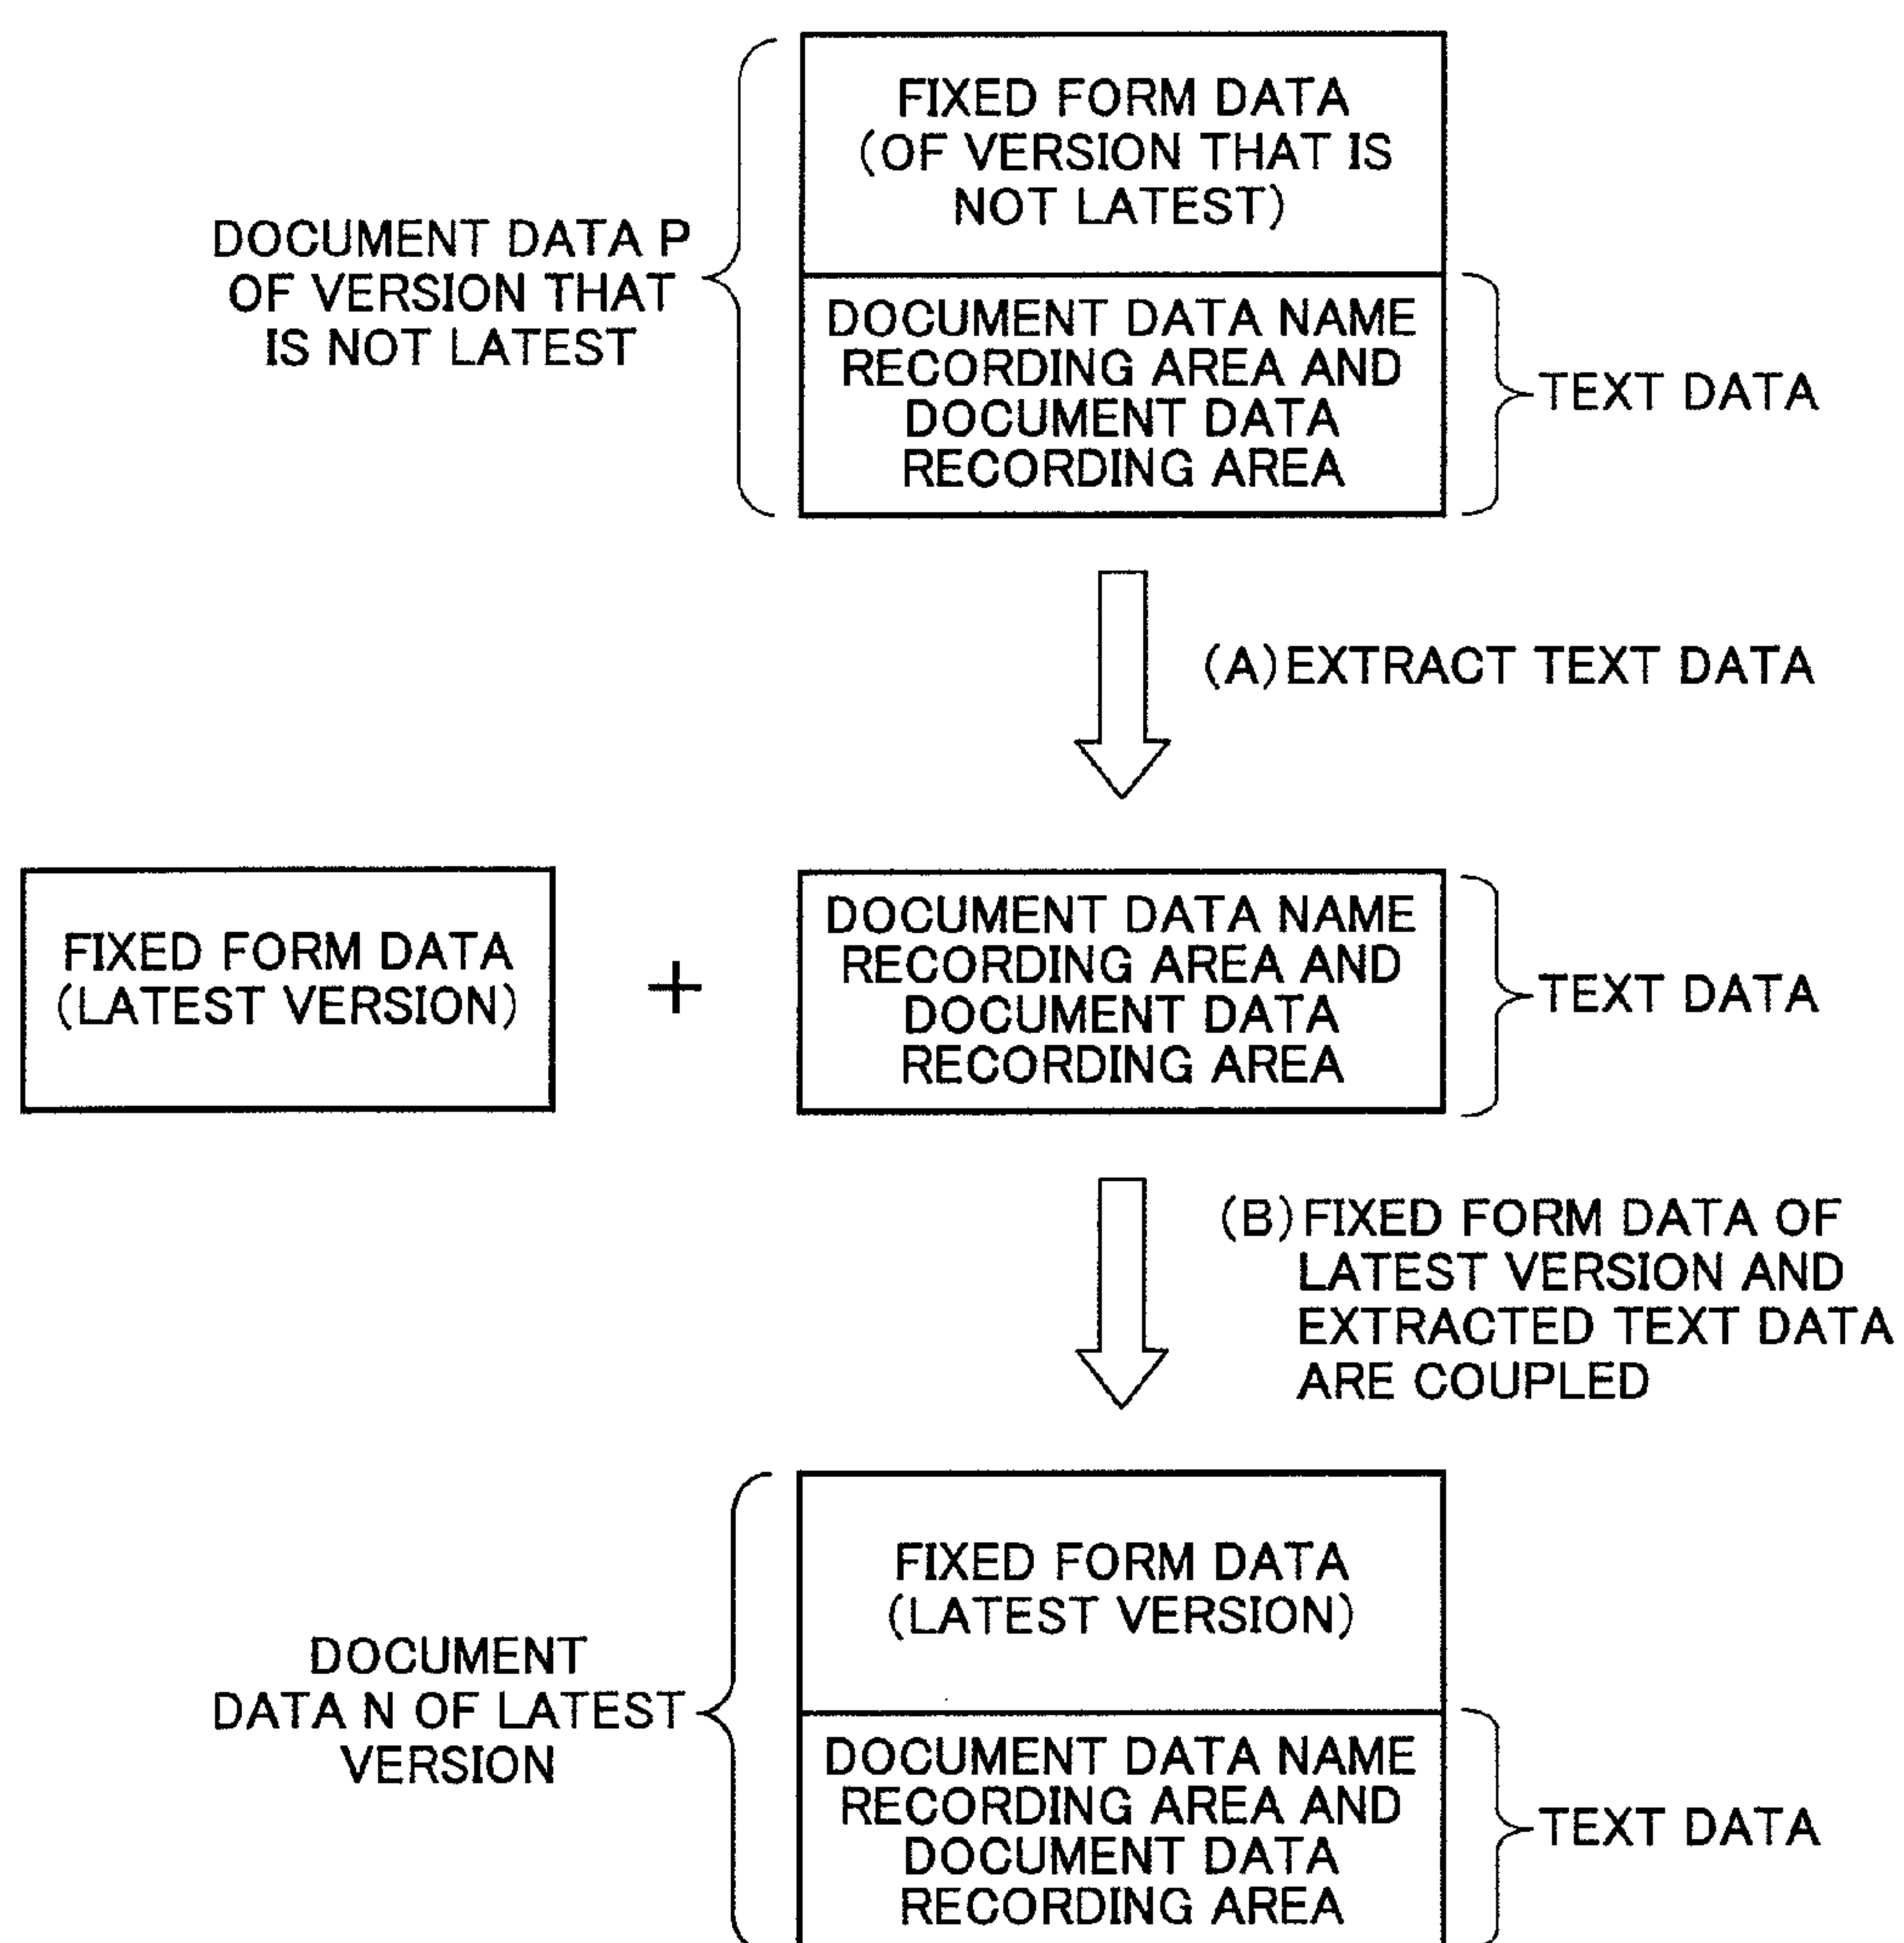 FIXED FORM DATA
(OF VERSION THAT IS
NOT LATEST)
DOCUMENT DATA P
OF VERSION THAT
IS NOT LATEST
DOCUMENT DATA NAME
RECORDING AREA AND
DOCUMENT DATA
RECORDING AREA
TEXT DATA
(A) EXTRACT TEXT DATA
FIXED FORM DATA
(LATEST VERSION)
+
DOCUMENT DATA NAME
RECORDING AREA AND
DOCUMENT DATA
RECORDING AREA
TEXT DATA
(B) FIXED FORM DATA OF
LATEST VERSION AND
EXTRACTED TEXT DATA
ARE COUPLED
FIXED FORM DATA
(LATEST VERSION)
DOCUMENT
DATA N OF LATEST
VERSION
DOCUMENT DATA NAME
RECORDING AREA AND
DOCUMENT DATA
RECORDING AREA
TEXT DATA